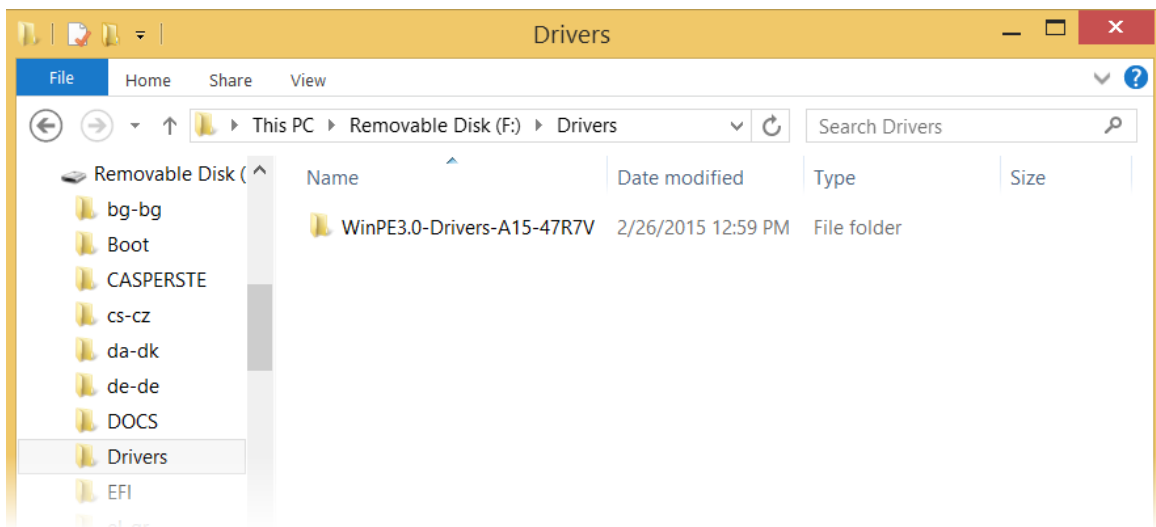 Drivers
File Home Share View
This PC Removable Disk (F:) Drivers Search Drivers
Removable Disk (
bg-bg
Boot
CASPERSTE
cs-cz
da-dk
de-de
DOCS
Drivers
EFI
Name Date modified Type Size
WinPE3.0-Drivers-A15-47R7V 2/26/2015 12:59 PM File folder